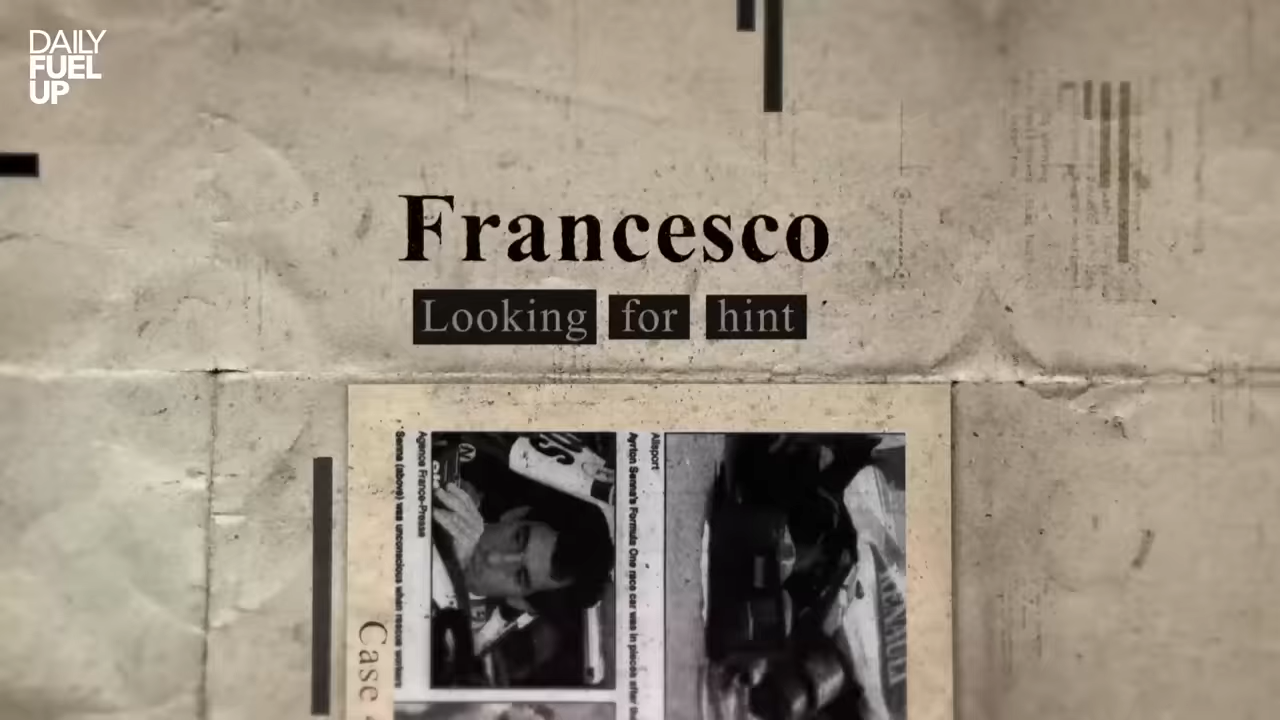 DAILY
FUEL
UP
Francesco
Looking for hint
Allsport
Ayrton Senna's Formula One race car was in pieces after the
Agence France-Presse
Senna (above) was unconscious when rescue workers
Case